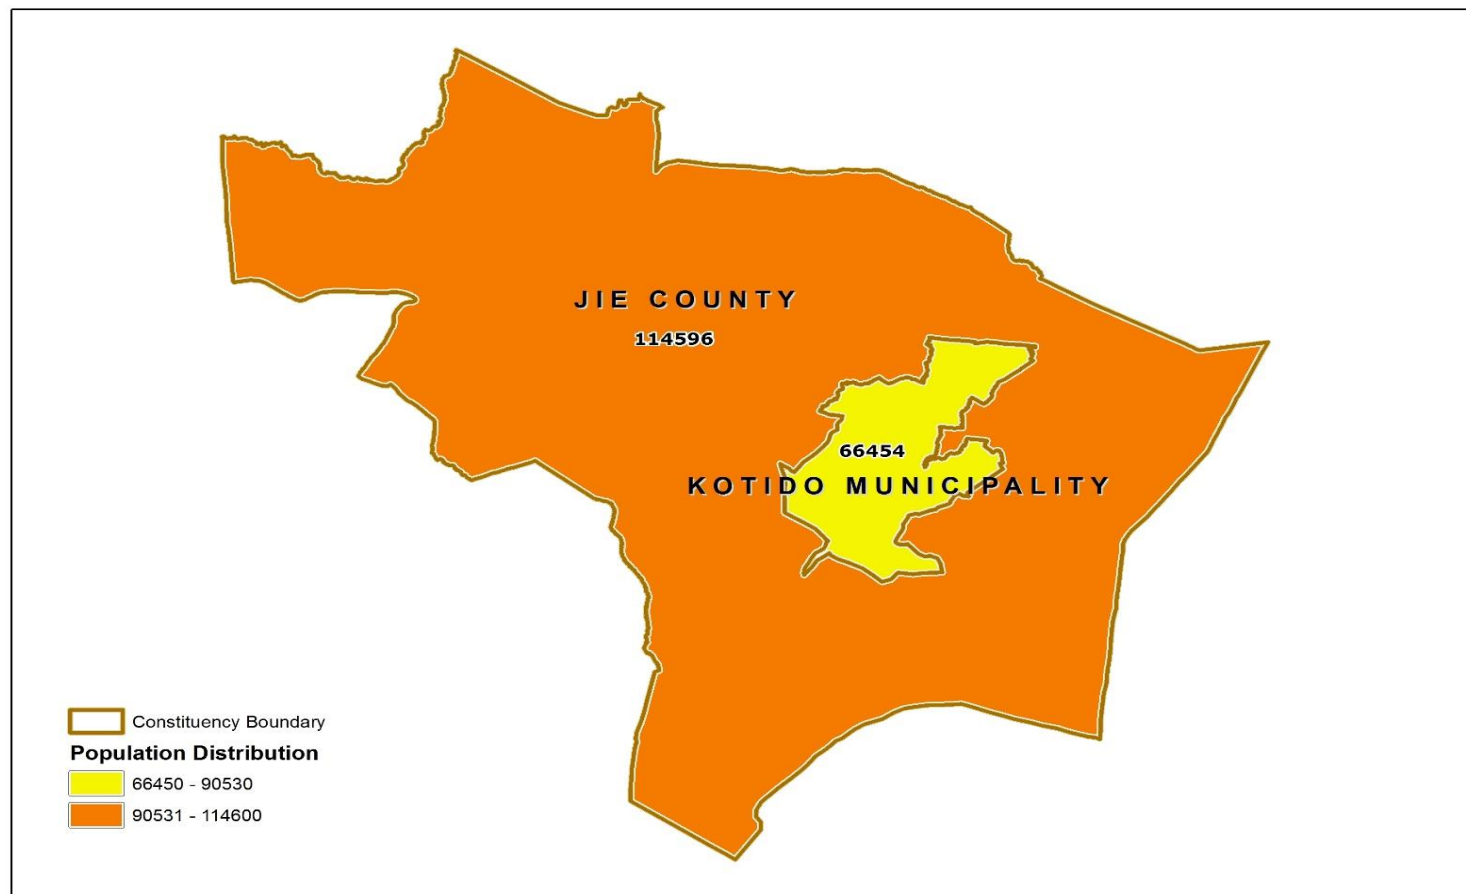 JIE COUNTY
114596
66454
KOTIDO MUNICIPALITY
Constituency Boundary
Population Distribution
66450 - 90530
90531 - 114600